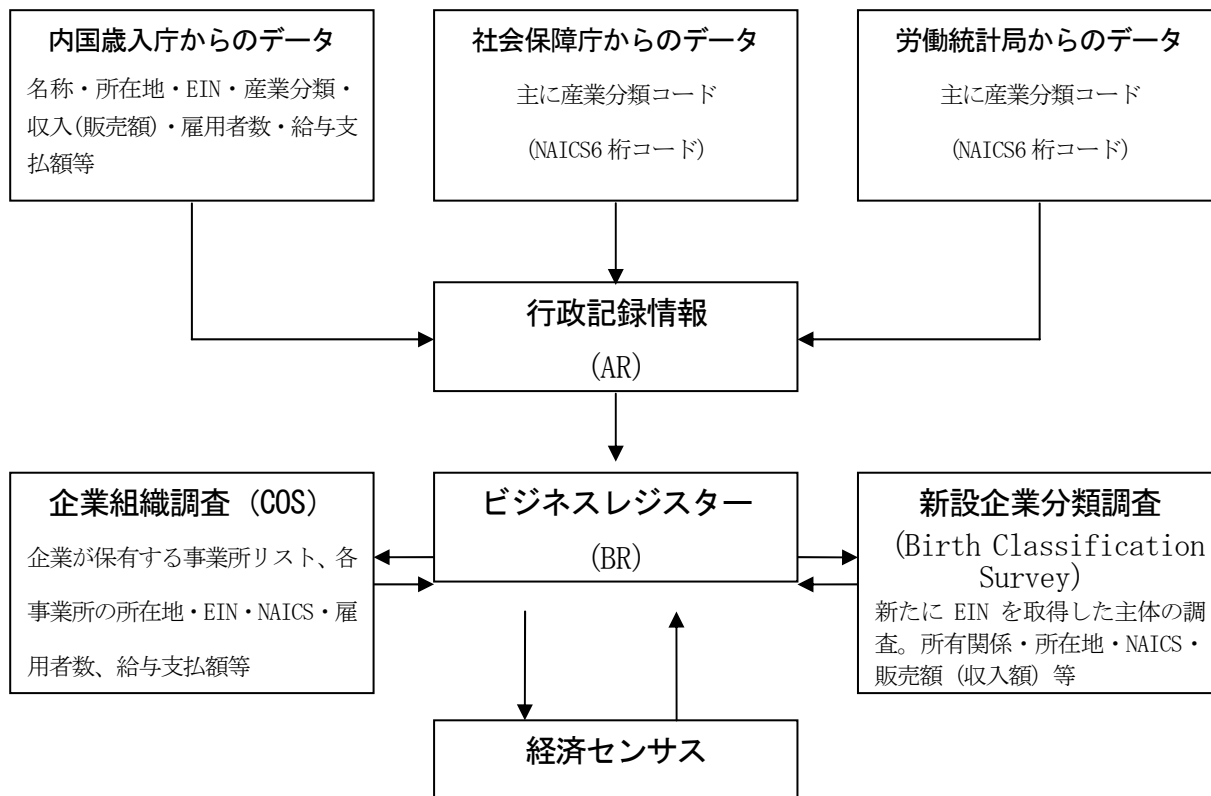 内国歳入庁からのデータ
名称・所在地・EIN・産業分類・
収入(販売額)・雇用者数・給与支
払額等
社会保障庁からのデータ
主に産業分類コード
(NAICS6 桁コード)
労働統計局からのデータ
主に産業分類コード
(NAICS6 桁コード)
行政記録情報
(AR)
企業組織調査 (COS)
企業が保有する事業所リスト、各
事業所の所在地・EIN・NAICS・雇
用者数、給与支払額等
ビジネスレジスター
(BR)
新設企業分類調査
(Birth Classification
Survey)
新たに EIN を取得した主体の調
査。所有関係・所在地・NAICS・
販売額（収入額）等
経済センサス